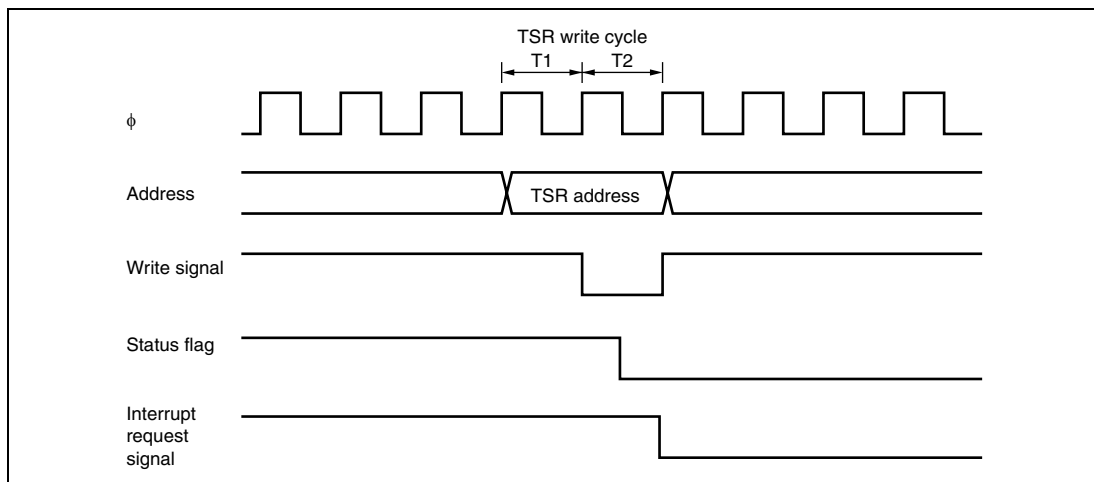 TSR write cycle
T1 T2
ϕ
Address
TSR address
Write signal
Status flag
Interrupt
request
signal